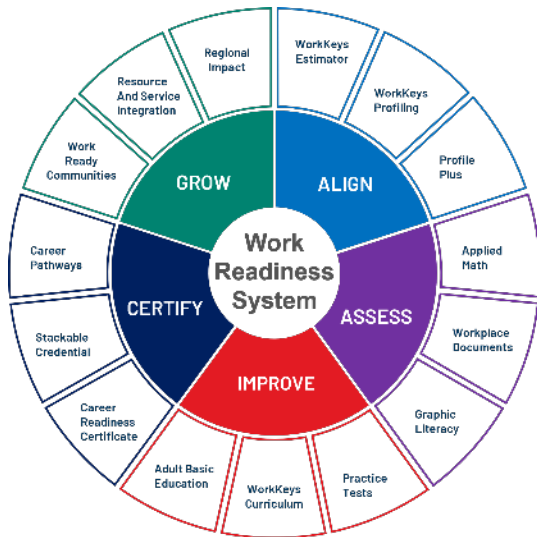 Regional
Impact
WorkKeys
Estimator
Resource
And Service
Integration
WorkKeys
Profiling
Work
Ready
Communities
Profile
Plus
GROW
ALIGN
Career
Pathways
Work
Readiness
System
Applied
Math
CERTIFY
ASSESS
Stackable
Credential
Workplace
Documents
IMPROVE
Career
Readiness
Certificate
Graphic
Literacy
Adult Basic
Education
WorkKeys
Curriculum
Practice
Tests